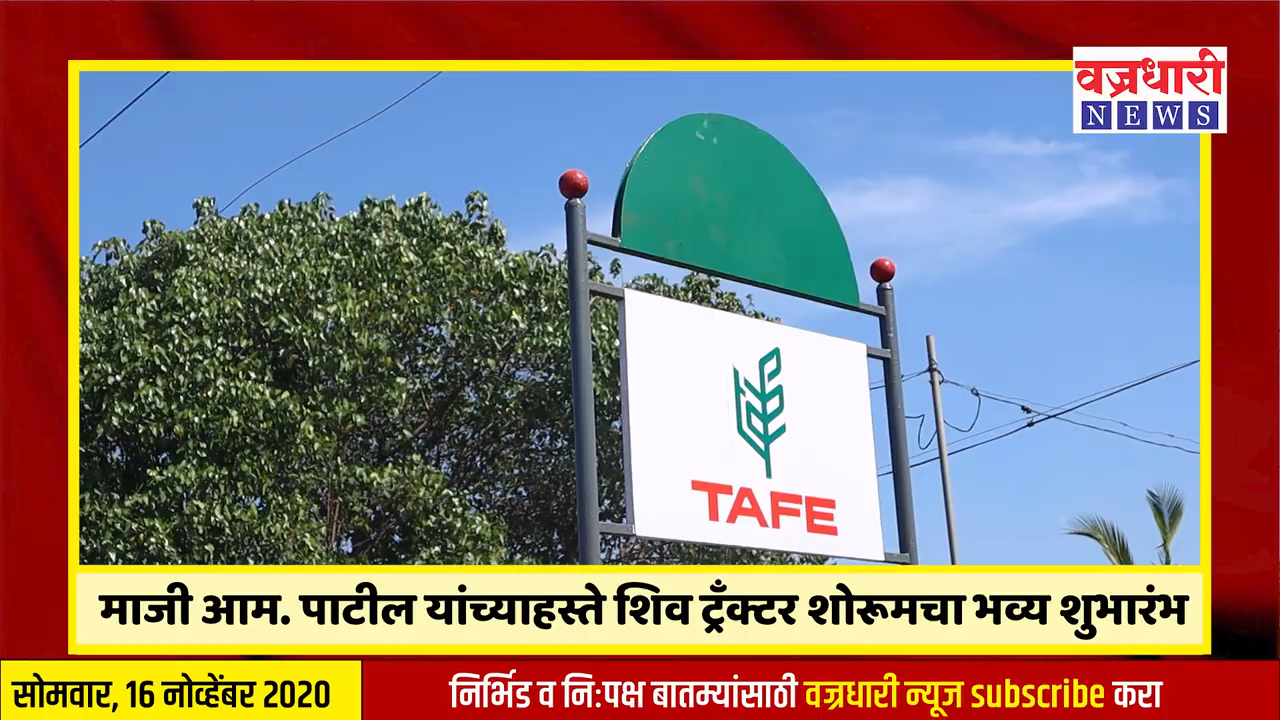 वज्रधारी
NEWS
TAFE
माजी आम. पाटील यांच्याहस्ते शिव ट्रँक्टर शोरूमचा भव्य शुभारंभ
सोमवार, 16 नोव्हेंबर 2020
निर्भिड व नि:पक्ष बातम्यांसाठी वज्रधारी न्यूज subscribe करा